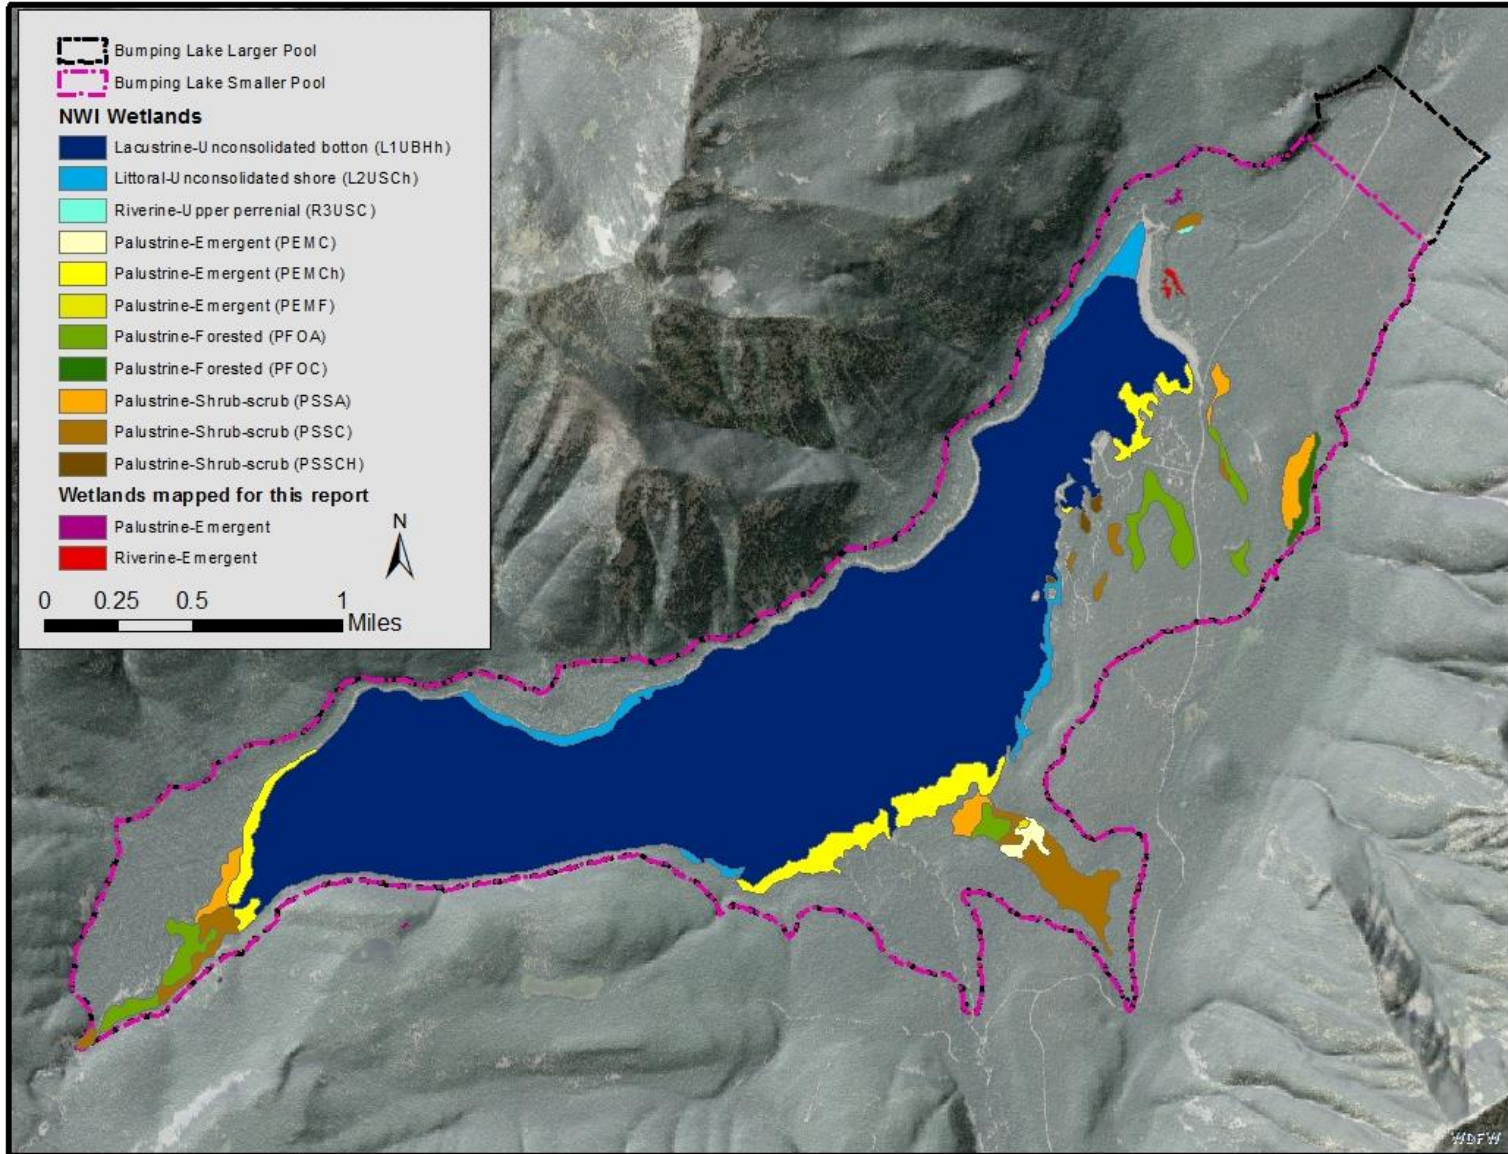 Bumping Lake Larger Pool
Bumping Lake Smaller Pool
NWI Wetlands
Lacustrine-Unconsolidated botton (L1UBHh)
Littoral-Unconsolidated shore (L2USCh)
Riverine-Upper perrenial (R3USC)
Palustrine-Emergent (PEMC)
Palustrine-Emergent (PEMCh)
Palustrine-Emergent (PEMF)
Palustrine-Forested (PFOA)
Palustrine-Forested (PFOC)
Palustrine-Shrub-scrub (PSSA)
Palustrine-Shrub-scrub (PSSC)
Palustrine-Shrub-scrub (PSSCH)
Wetlands mapped for this report
Palustrine-Emergent
Riverine-Emergent
N
0 0.25 0.5 1
Miles
WDFW